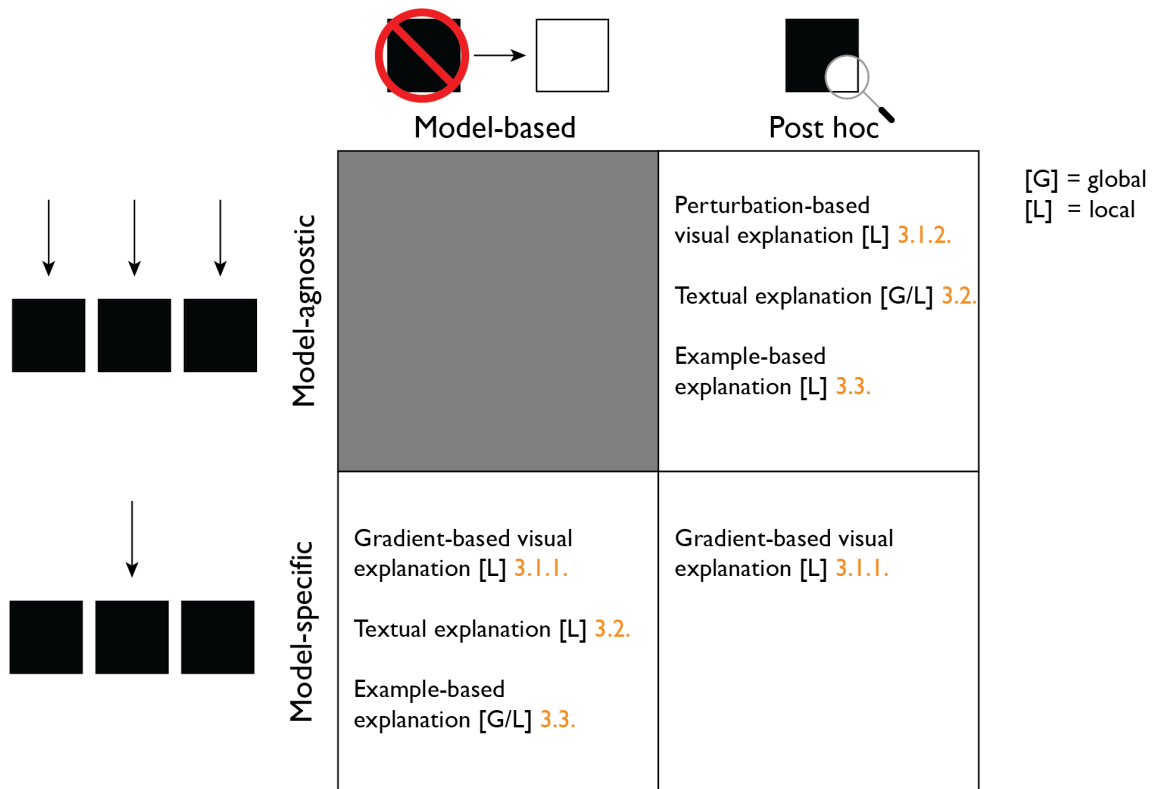 Model-based
Post hoc
[G] = global
[L] = local
Model-agnostic
Perturbation-based
visual explanation [L] 3.1.2.
Textual explanation [G/L] 3.2.
Example-based
explanation [L] 3.3.
Model-specific
Gradient-based visual
explanation [L] 3.1.1.
Textual explanation [L] 3.2.
Example-based
explanation [G/L] 3.3.
Gradient-based visual
explanation [L] 3.1.1.